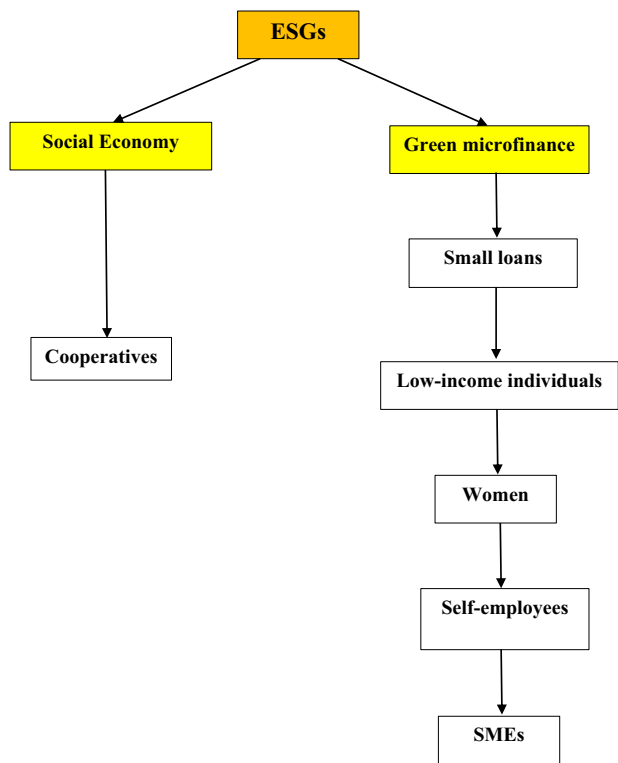 ESGs
Social Economy
Green microfinance
Small loans
Cooperatives
Low-income individuals
Women
Self-employees
SMEs